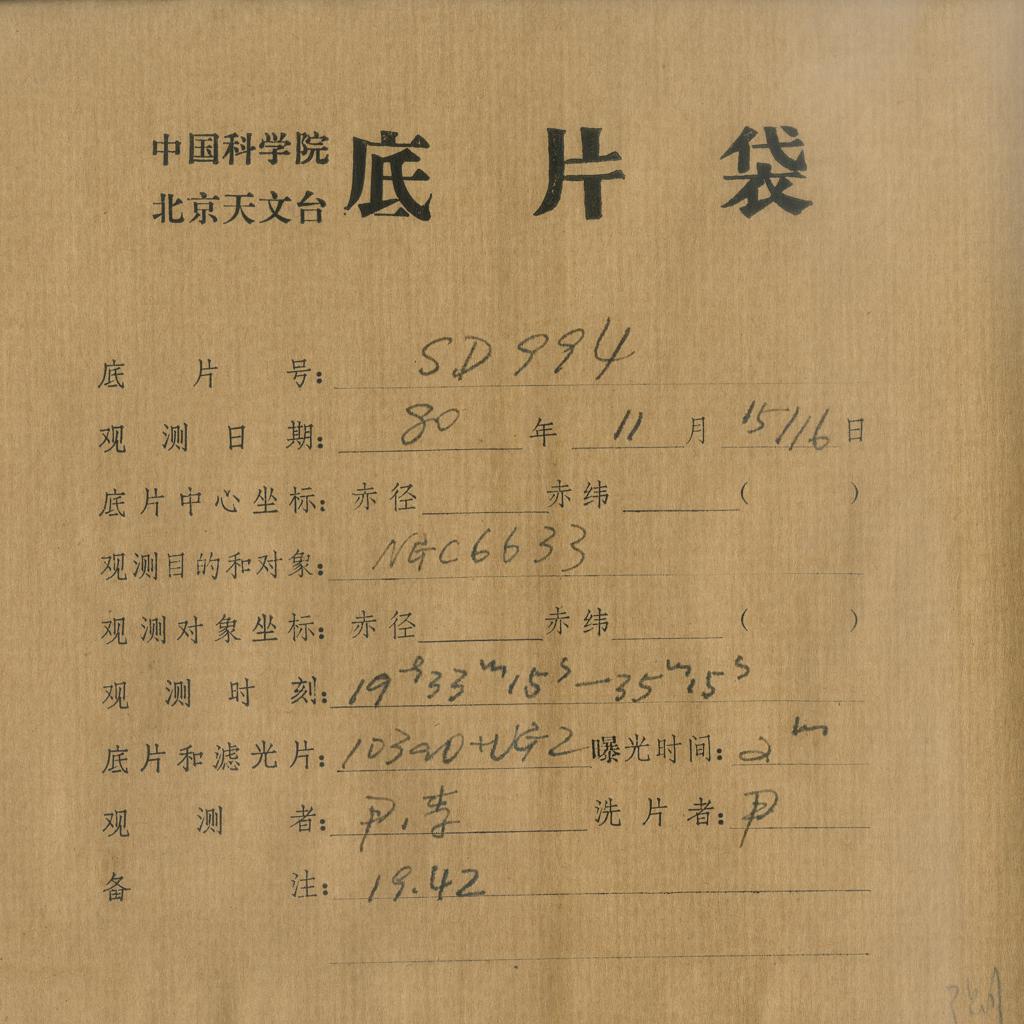 中国科学院
北京天文台
底片袋
底片号: SD994
观测日期: 80 年 11 月 15/16 日
底片中心坐标: 赤径 赤纬 ( )
观测目的和对象: NGC6633
观测对象坐标: 赤径 赤纬 ( )
观测时刻: 19h33m15s—35m15s
底片和滤光片: 103aO+UG2 曝光时间: 2m
观测者: 尹、李 洗片者: 尹
备注: 19.42